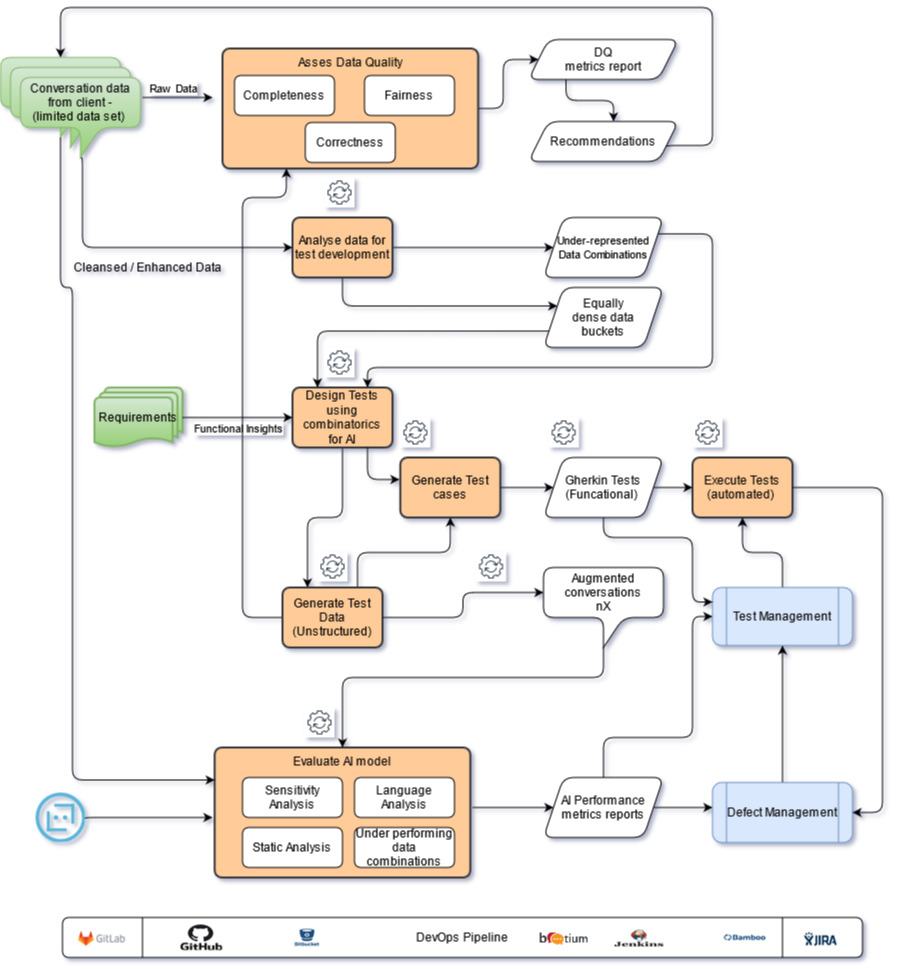 Conversation data
from client -
(limited data set)
Raw Data
Asses Data Quality
Completeness
Fairness
Correctness
DQ
metrics report
Recommendations
Analyse data for
test development
Cleansed / Enhanced Data
Under-represented
Data Combinations
Equally
dense data
buckets
Requirements
Functional Insights
Design Tests
using
combinatorics
for AI
Generate Test
cases
Gherkin Tests
(Funcational)
Execute Tests
(automated)
Generate Test
Data
(Unstructured)
Augmented
conversations
nX
Test Management
Evaluate AI model
Sensitivity
Analysis
Language
Analysis
Static Analysis
Under performing
data
combinations
AI Performance
metrics reports
Defect Management
GitLab
GitHub
Bitbucket
DevOps Pipeline
botium
Jenkins
Bamboo
JIRA